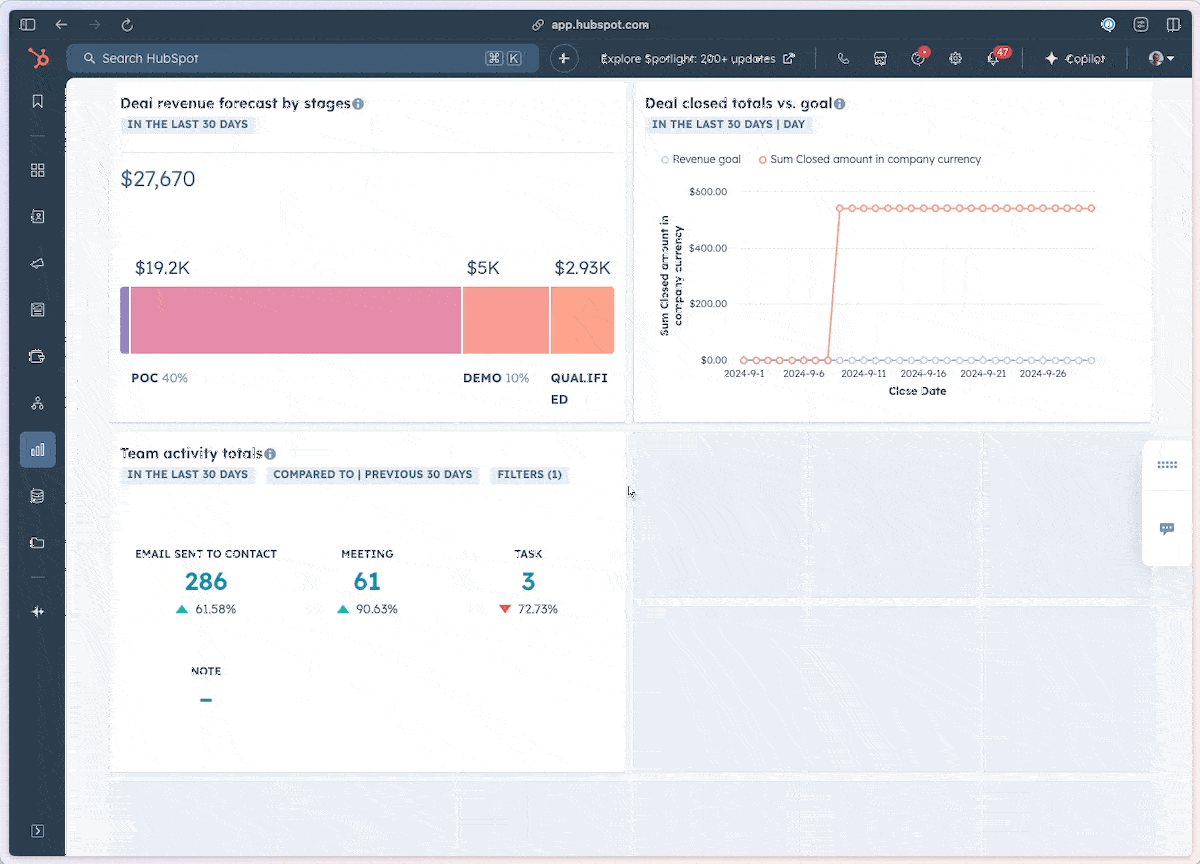 app.hubspot.com
Search HubSpot
⌘ K
Explore Spotlight: 200+ updates
47
Copilot
Deal revenue forecast by stages
IN THE LAST 30 DAYS
$27,670
$19.2K
$5K
$2.93K
POC 40%
DEMO 10%
QUALIFI
ED
Deal closed totals vs. goal
IN THE LAST 30 DAYS | DAY
Revenue goal
Sum Closed amount in company currency
$600.00
$400.00
$200.00
$0.00
Sum Closed amount in
company currency
2024-9-1
2024-9-6
2024-9-11
2024-9-16
2024-9-21
2024-9-26
Close Date
Team activity totals
IN THE LAST 30 DAYS
COMPARED TO | PREVIOUS 30 DAYS
FILTERS (1)
EMAIL SENT TO CONTACT
286
61.58%
MEETING
61
90.63%
TASK
3
72.73%
NOTE
–